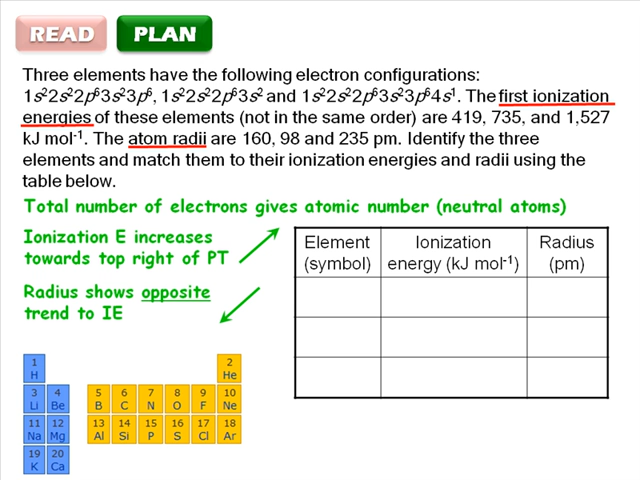 READ PLAN
Three elements have the following electron configurations:
1s²2s²2p⁶3s²3p⁶, 1s²2s²2p⁶3s² and 1s²2s²2p⁶3s²3p⁶4s¹. The first ionization
energies of these elements (not in the same order) are 419, 735, and 1,527
kJ mol⁻¹. The atom radii are 160, 98 and 235 pm. Identify the three
elements and match them to their ionization energies and radii using the
table below.
Total number of electrons gives atomic number (neutral atoms)
Ionization E increases
towards top right of PT
Radius shows opposite
trend to IE
Element Ionization Radius
(symbol) energy (kJ mol⁻¹) (pm)
1 2
H He
3 4 5 6 7 8 9 10
Li Be B C N O F Ne
11 12 13 14 15 16 17 18
Na Mg Al Si P S Cl Ar
19 20
K Ca